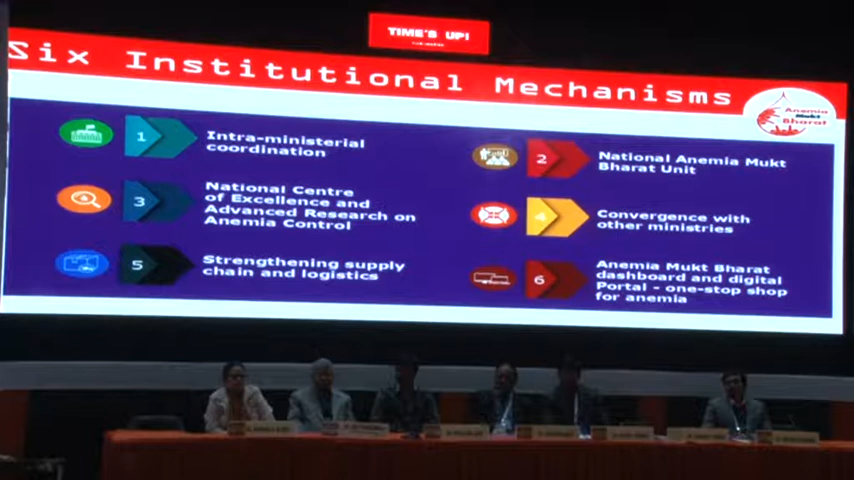 TIME'S UP!
Six Institutional Mechanisms
Anemia
Mukt
Bharat
1
Intra-ministerial
coordination
2
National Anemia Mukt
Bharat Unit
3
National Centre
of Excellence and
Advanced Research on
Anemia Control
4
Convergence with
other ministries
5
Strengthening supply
chain and logistics
6
Anemia Mukt Bharat
dashboard and digital
Portal - one-stop shop
for anemia